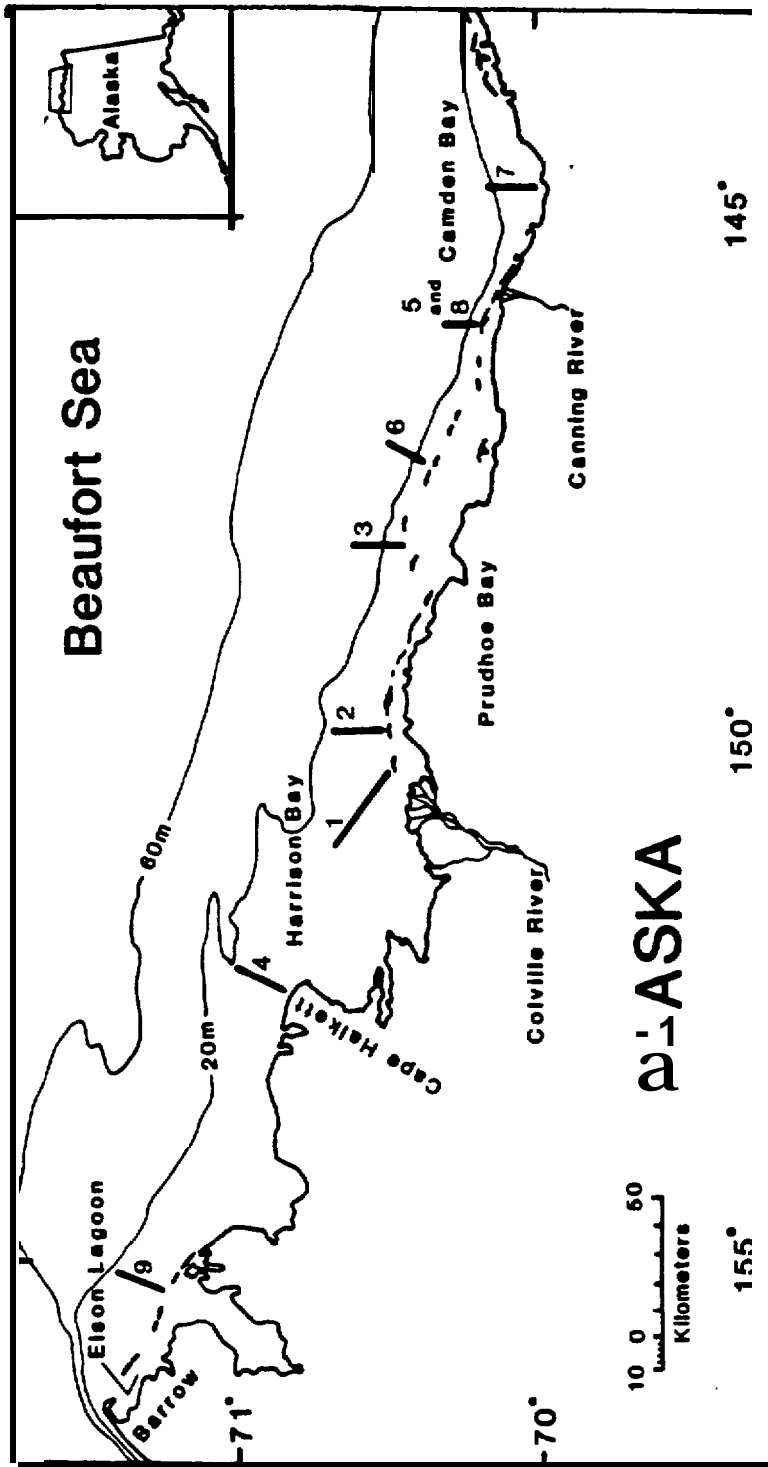 Beaufort Sea
Alaska
60m
20m
Elson Lagoon
Barrow
9
Cape Halkett
4
Harrison Bay
1
2
3
6
5
and
8
Camden Bay
7
Colville River
Prudhoe Bay
Canning River
71°
70°
a-1ASKA
10 0 50
Kilometers
155°
150°
145°